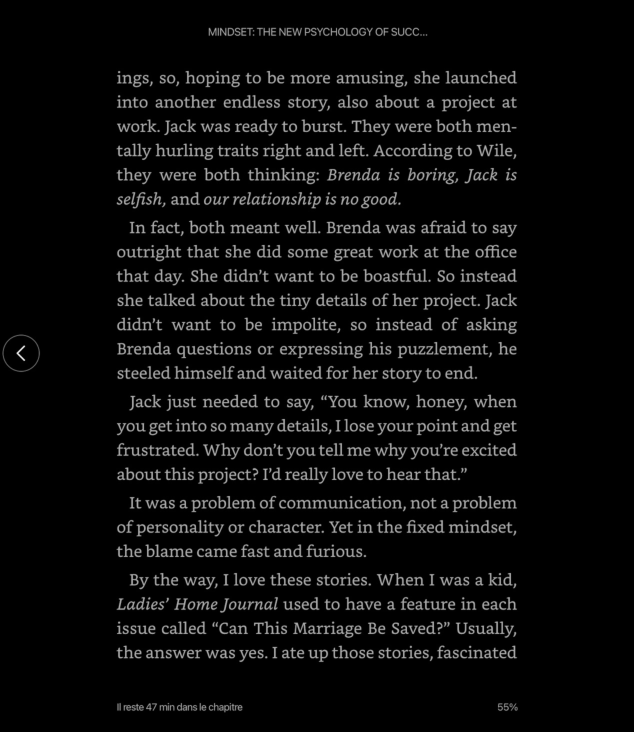 MINDSET: THE NEW PSYCHOLOGY OF SUCC...
ings, so, hoping to be more amusing, she launched
into another endless story, also about a project at
work. Jack was ready to burst. They were both men-
tally hurling traits right and left. According to Wile,
they were both thinking: Brenda is boring, Jack is
selfish, and our relationship is no good.
In fact, both meant well. Brenda was afraid to say
outright that she did some great work at the office
that day. She didn’t want to be boastful. So instead
she talked about the tiny details of her project. Jack
didn’t want to be impolite, so instead of asking
Brenda questions or expressing his puzzlement, he
steeled himself and waited for her story to end.
Jack just needed to say, “You know, honey, when
you get into so many details, I lose your point and get
frustrated. Why don’t you tell me why you’re excited
about this project? I’d really love to hear that.”
It was a problem of communication, not a problem
of personality or character. Yet in the fixed mindset,
the blame came fast and furious.
By the way, I love these stories. When I was a kid,
Ladies’ Home Journal used to have a feature in each
issue called “Can This Marriage Be Saved?” Usually,
the answer was yes. I ate up those stories, fascinated
Il reste 47 min dans le chapitre
55%